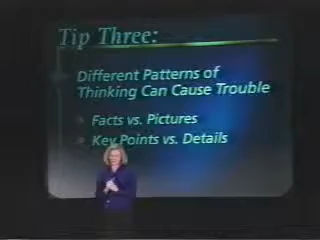 Tip Three:
Different Patterns of
Thinking Can Cause Trouble
Facts vs. Pictures
Key Points vs. Details